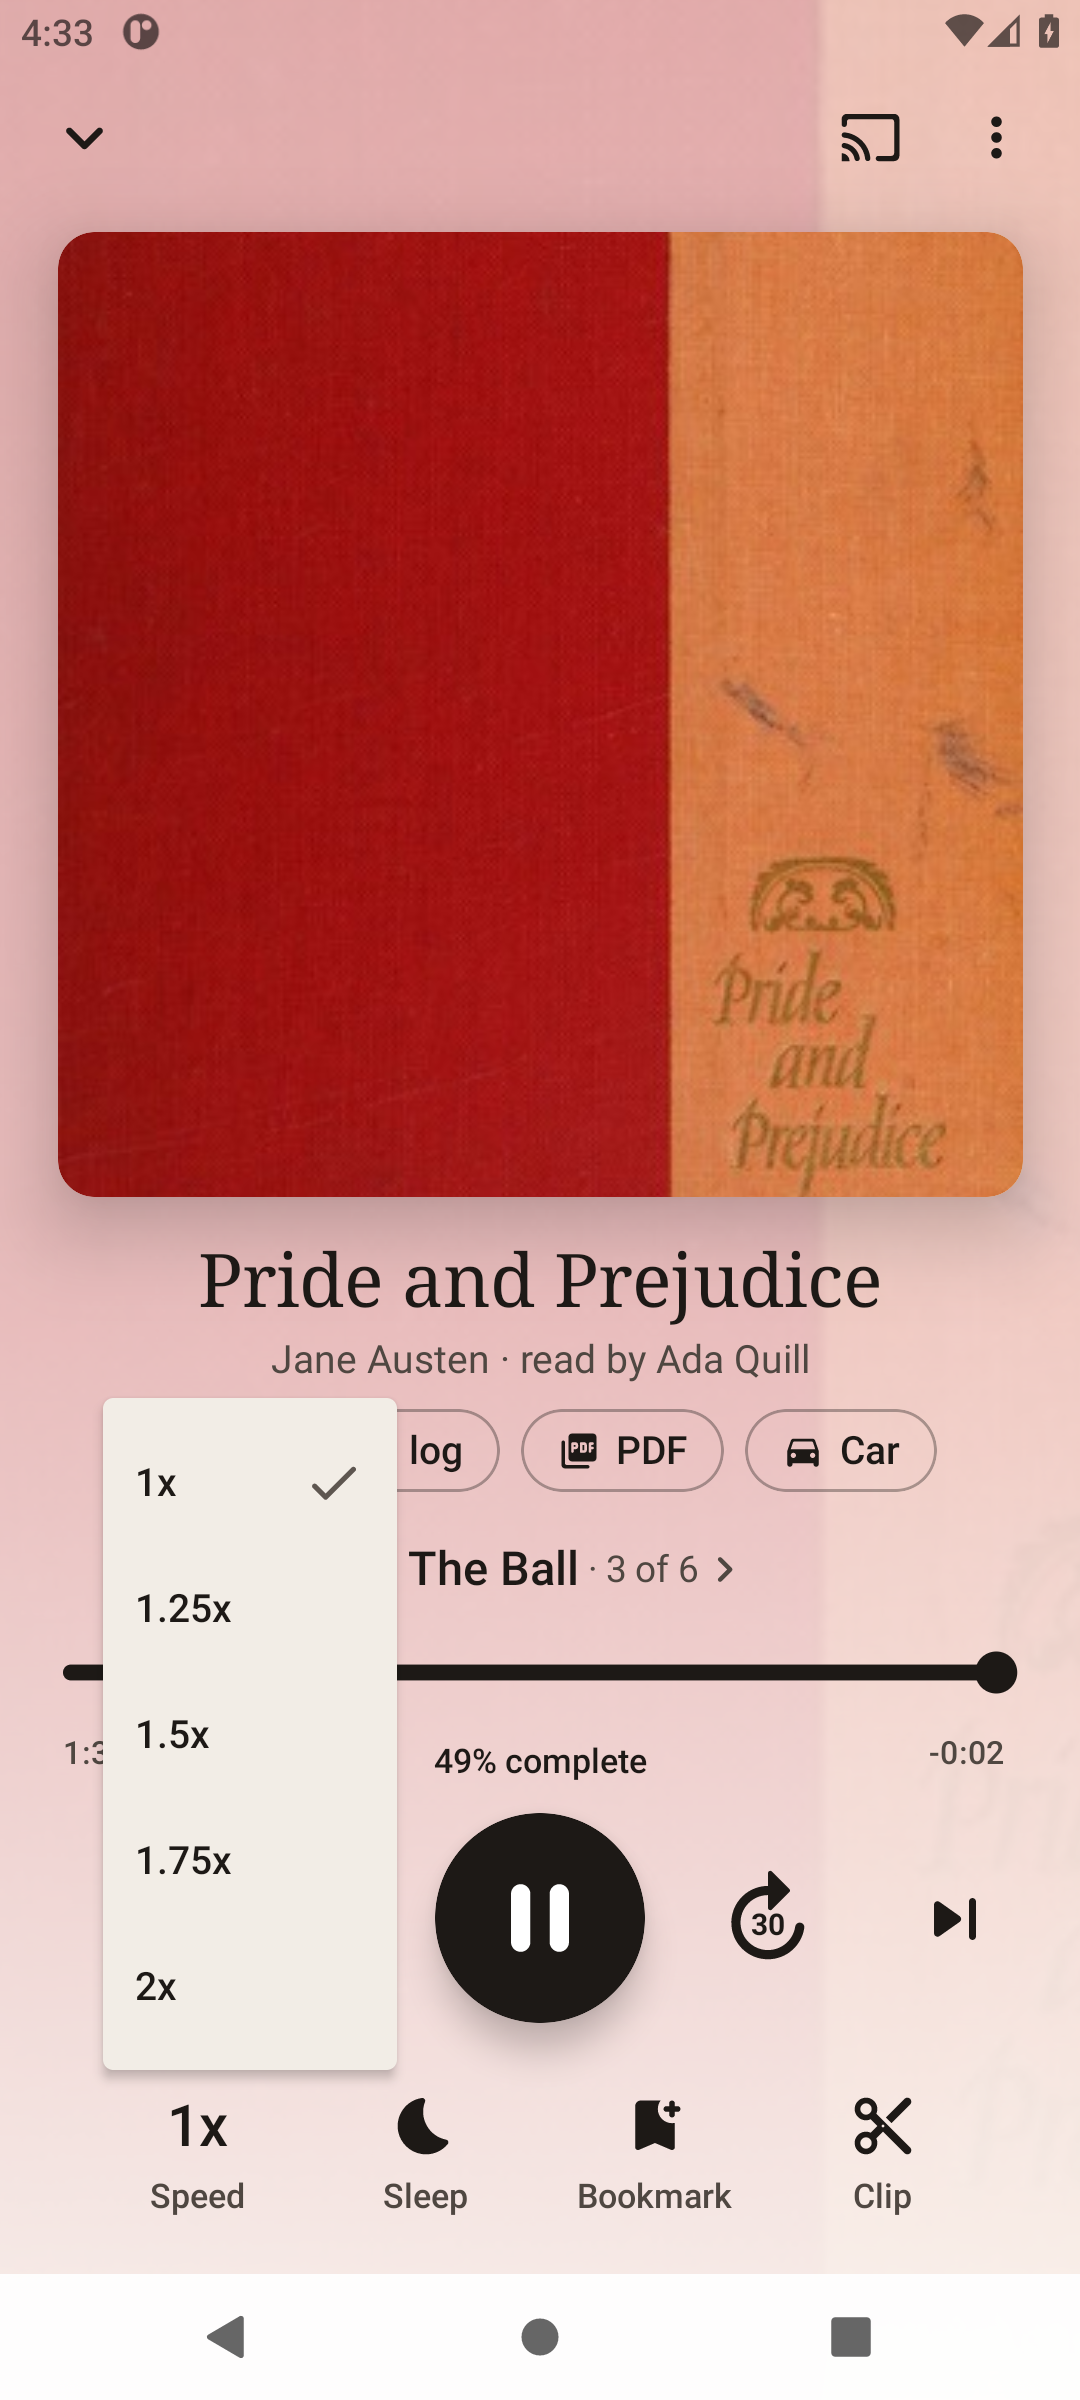 4:33
Pride
and
Prejudice
Pride and Prejudice
Jane Austen · read by Ada Quill
log
PDF
PDF
Car
The Ball · 3 of 6
1x
1.25x
1.5x
1.75x
2x
1:3
49% complete
-0:02
30
1x
Speed
Sleep
Bookmark
Clip